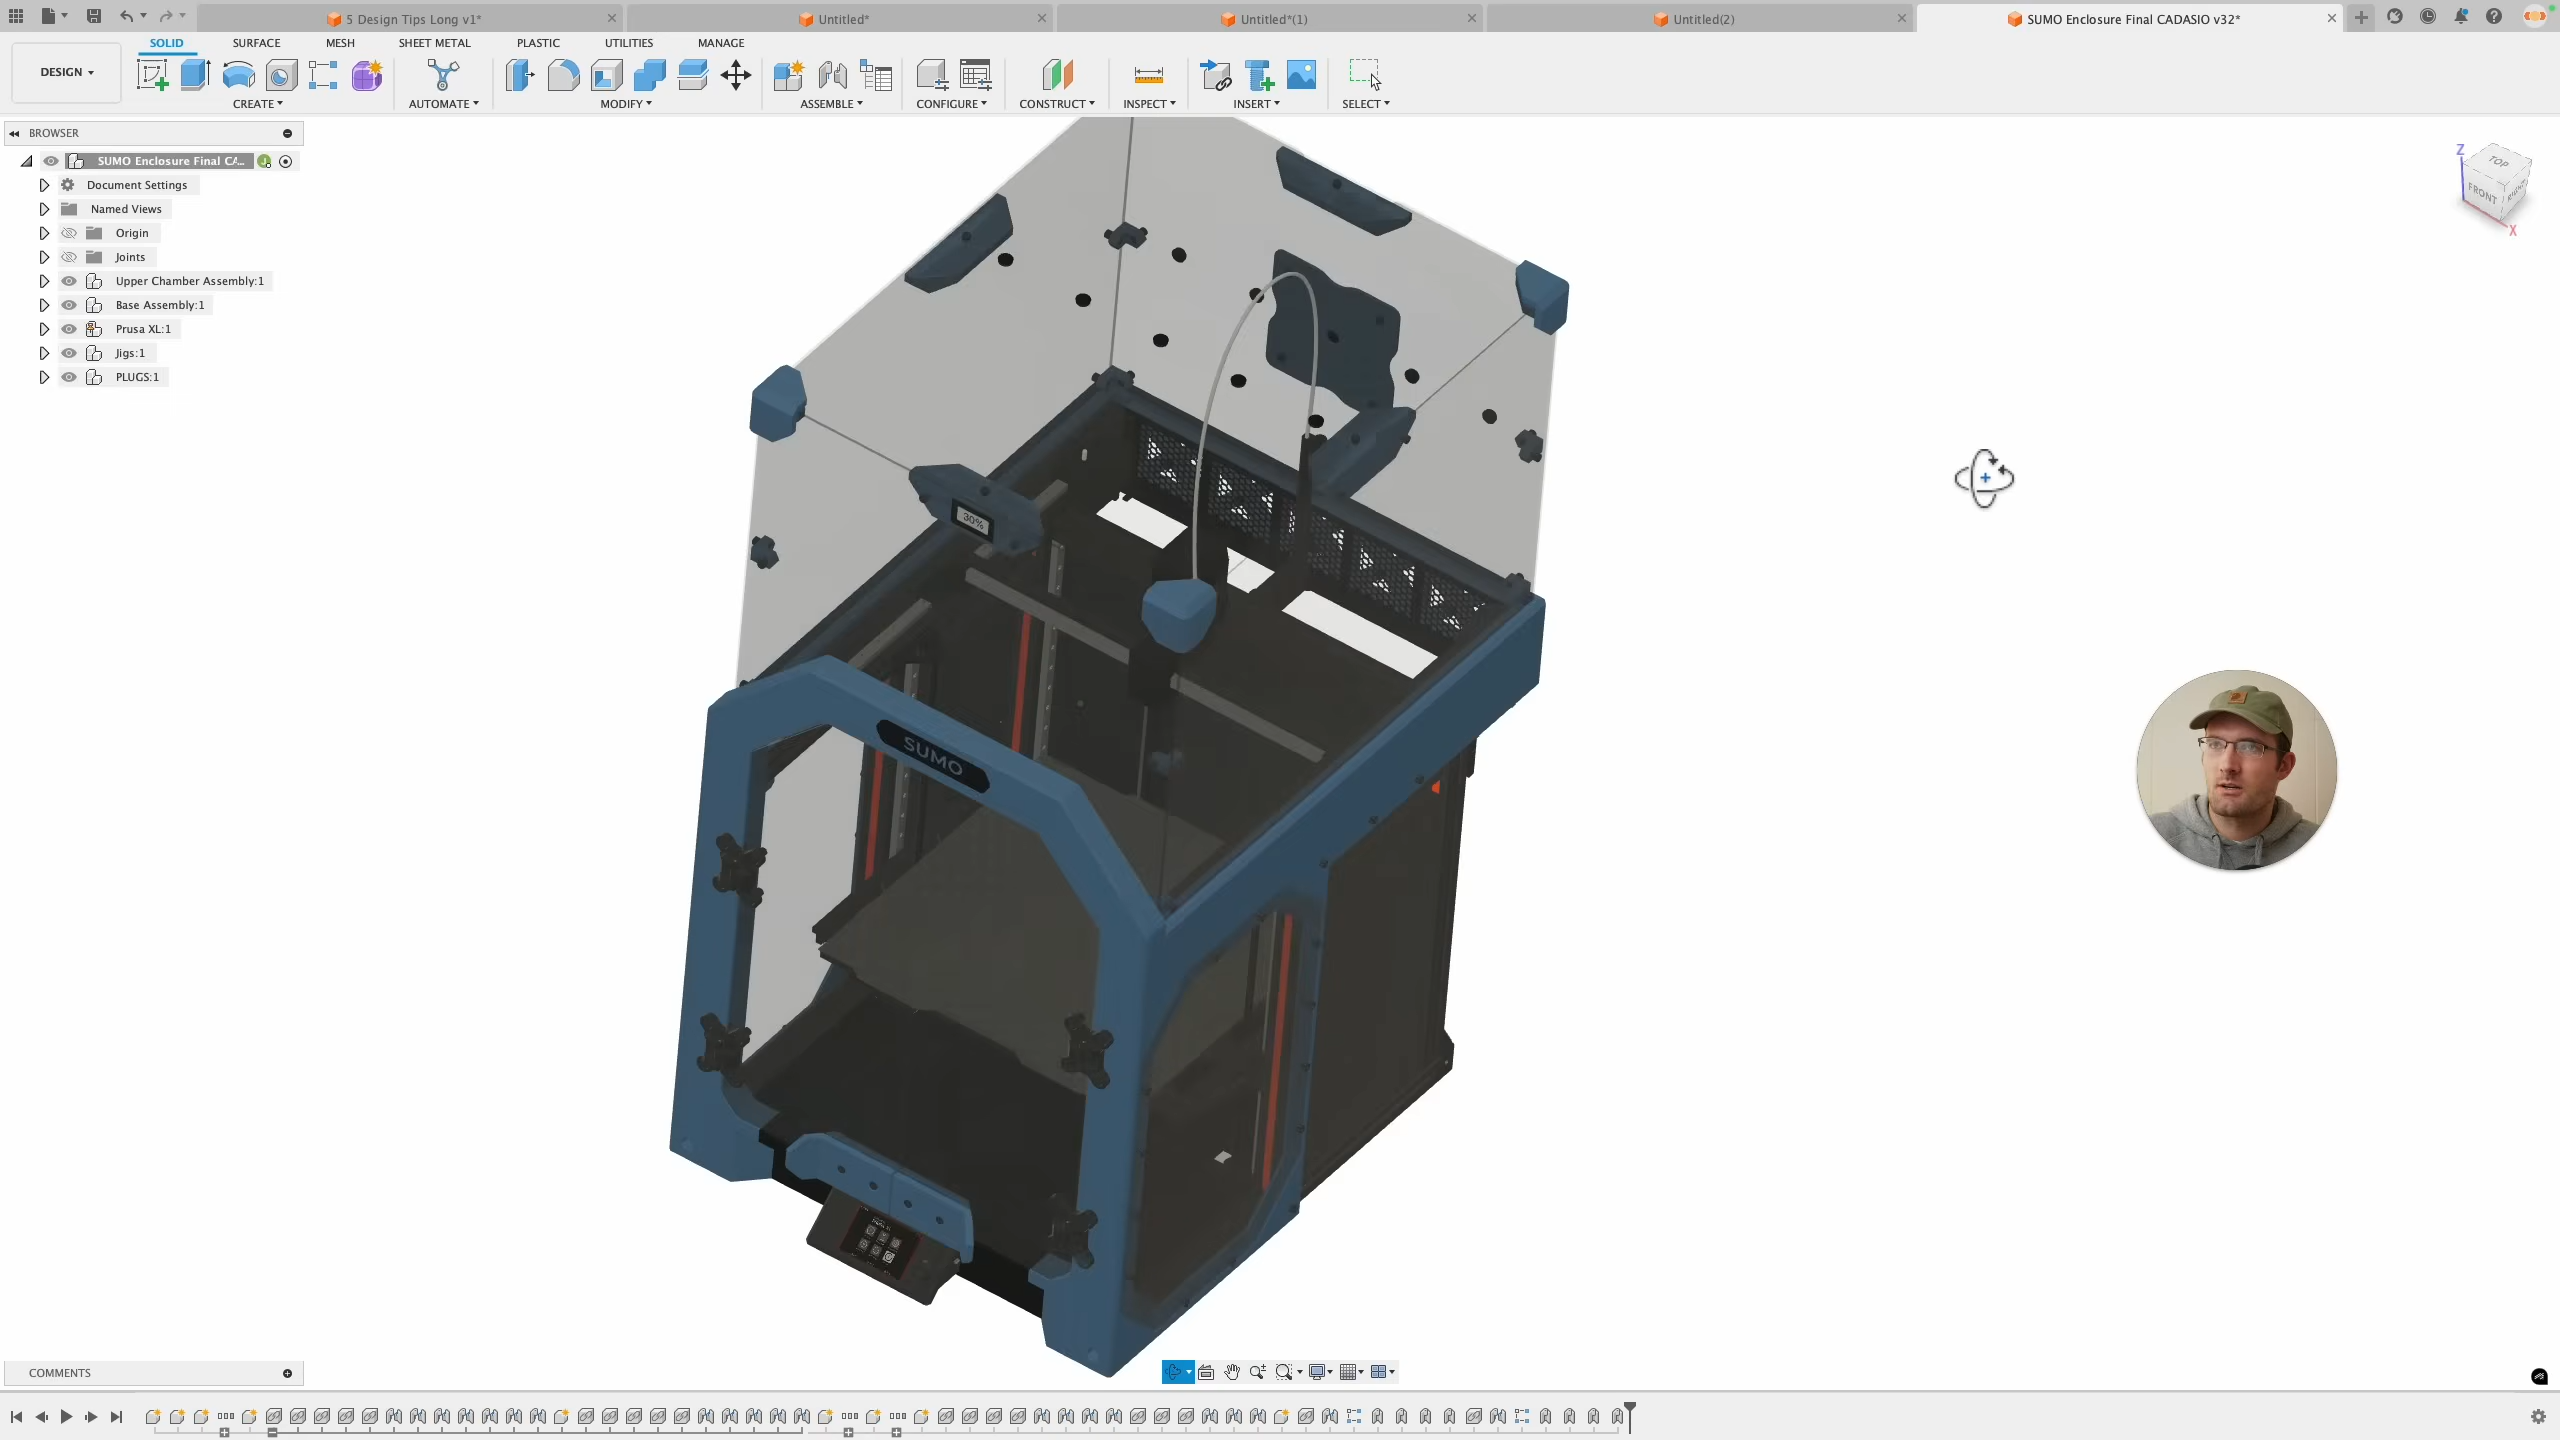 5 Design Tips Long v1*
Untitled*
Untitled*(1)
Untitled(2)
SUMO Enclosure Final CADASIO v32*
DESIGN
SOLID
SURFACE
MESH
SHEET METAL
PLASTIC
UTILITIES
MANAGE
CREATE
AUTOMATE
MODIFY
ASSEMBLE
CONFIGURE
CONSTRUCT
INSPECT
INSERT
SELECT
BROWSER
SUMO Enclosure Final CA...
Document Settings
Named Views
Origin
Joints
Upper Chamber Assembly:1
Base Assembly:1
Prusa XL:1
Jigs:1
PLUGS:1
Z
TOP
FRONT
RIGHT
X
30%
SUMO
COMMENTS